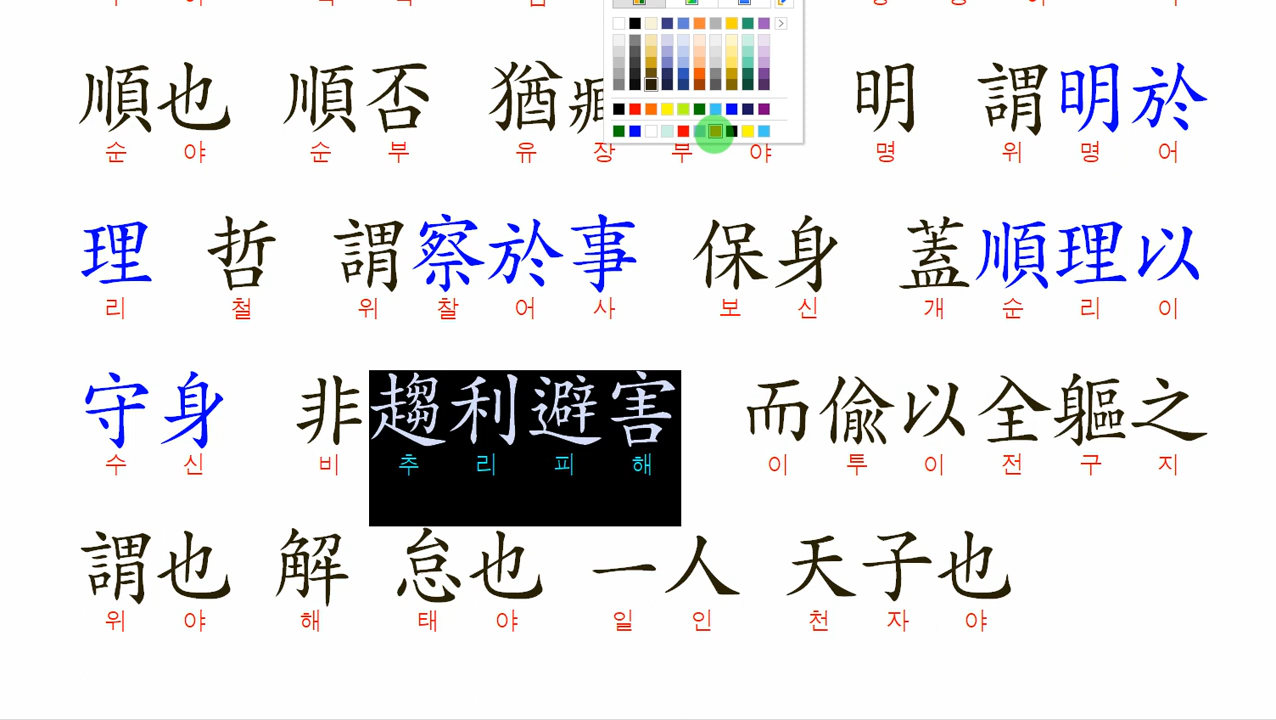 順也 順否 猶 明 謂明於
순 야 순 부 유 장 부 야 명 위 명 어
理 哲 謂察於事 保身 蓋順理以
리 철 위 찰 어 사 보 신 개 순 리 이
守身 非趨利避害 而偸以全軀之
수 신 비 추 리 피 해 이 투 이 전 구 지
謂也 解 怠也 一人 天子也
위 야 해 태 야 일 인 천 자 야